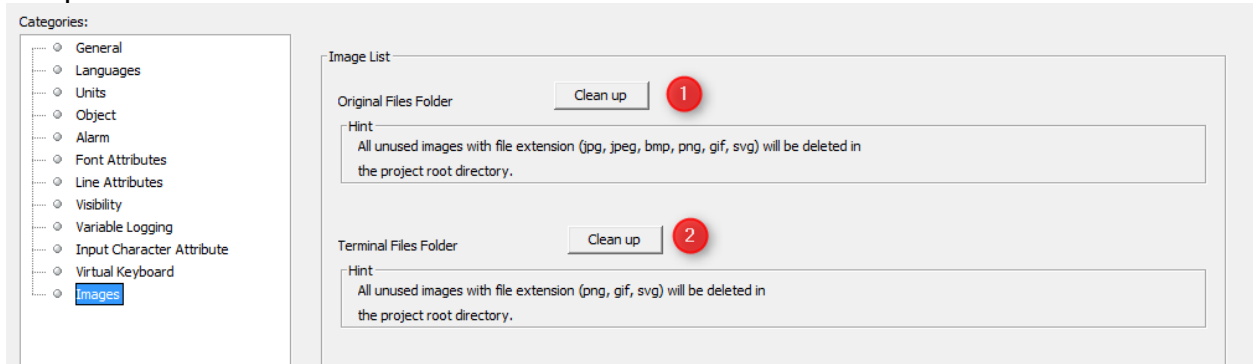 Categories:
General
Languages
Units
Object
Alarm
Font Attributes
Line Attributes
Visibility
Variable Logging
Input Character Attribute
Virtual Keyboard
Images
Image List
Original Files Folder
Clean up
1
Hint
All unused images with file extension (jpg, jpeg, bmp, png, gif, svg) will be deleted in
the project root directory.
Terminal Files Folder
Clean up
2
Hint
All unused images with file extension (png, gif, svg) will be deleted in
the project root directory.